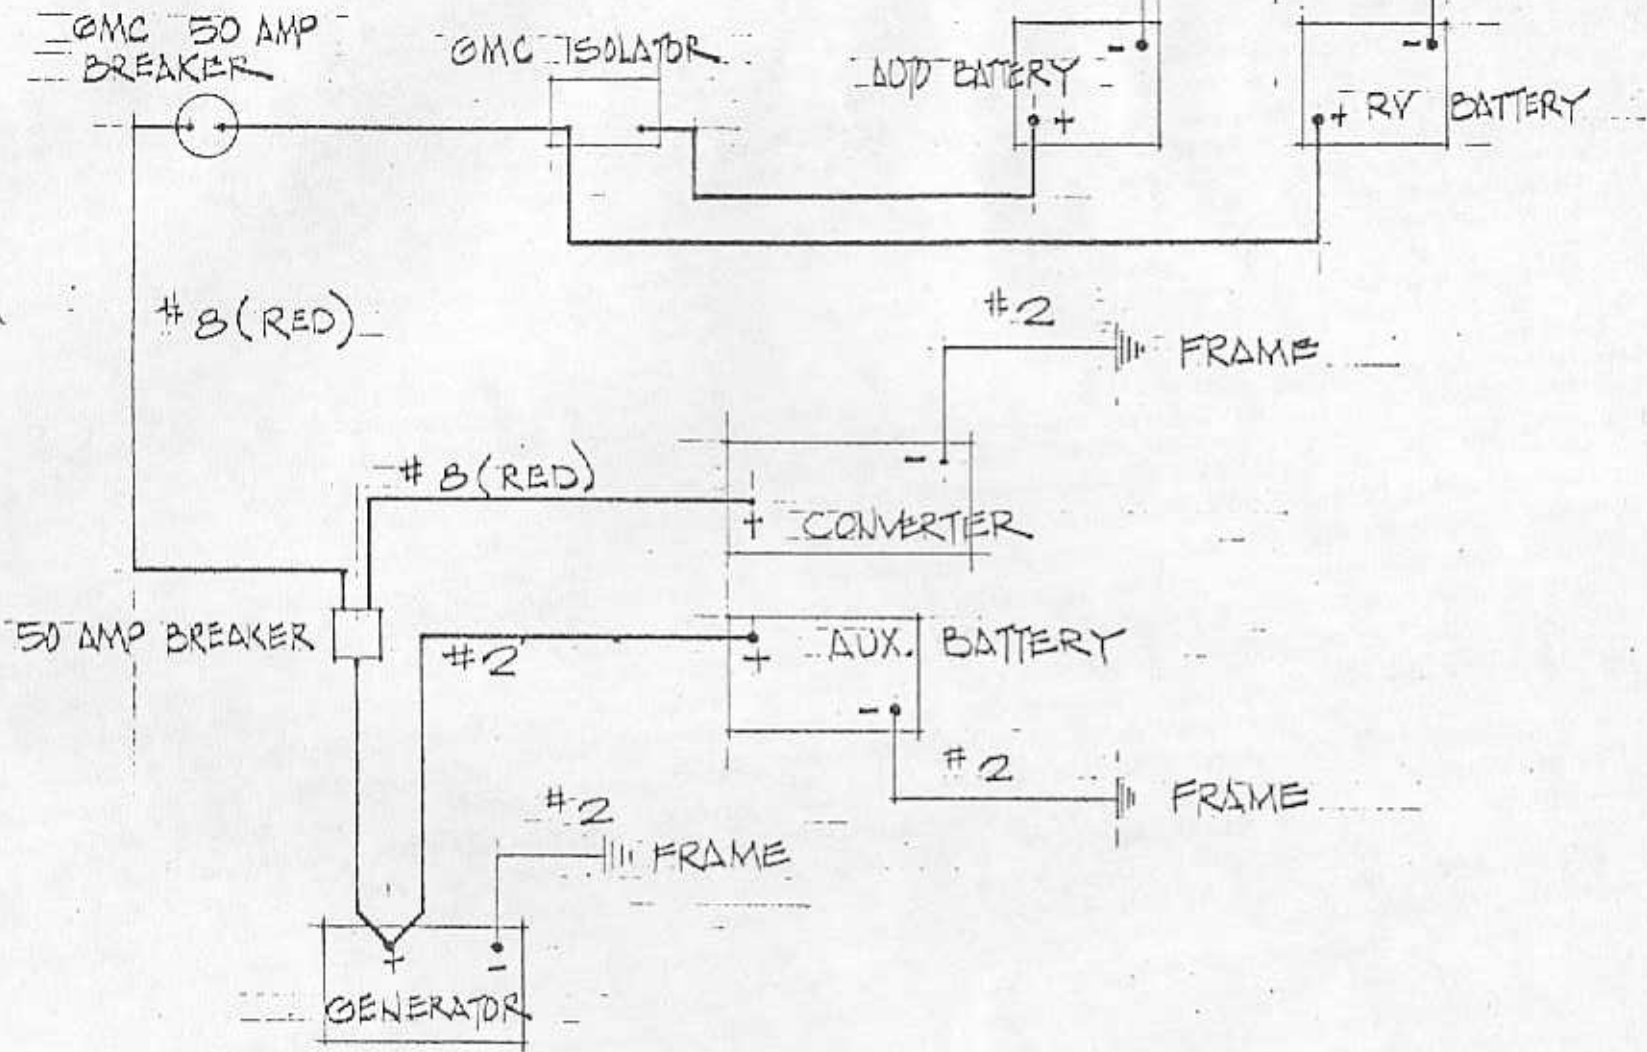 GMC 50 AMP
BREAKER
GMC ISOLATOR
- 
AUTO BATTERY
+
-
+ RV BATTERY
#8(RED)
#2
FRAME
#8(RED)
-
+ CONVERTER
50 AMP BREAKER
#2
+ AUX. BATTERY
-
#2
FRAME
#2
FRAME
+ -
GENERATOR